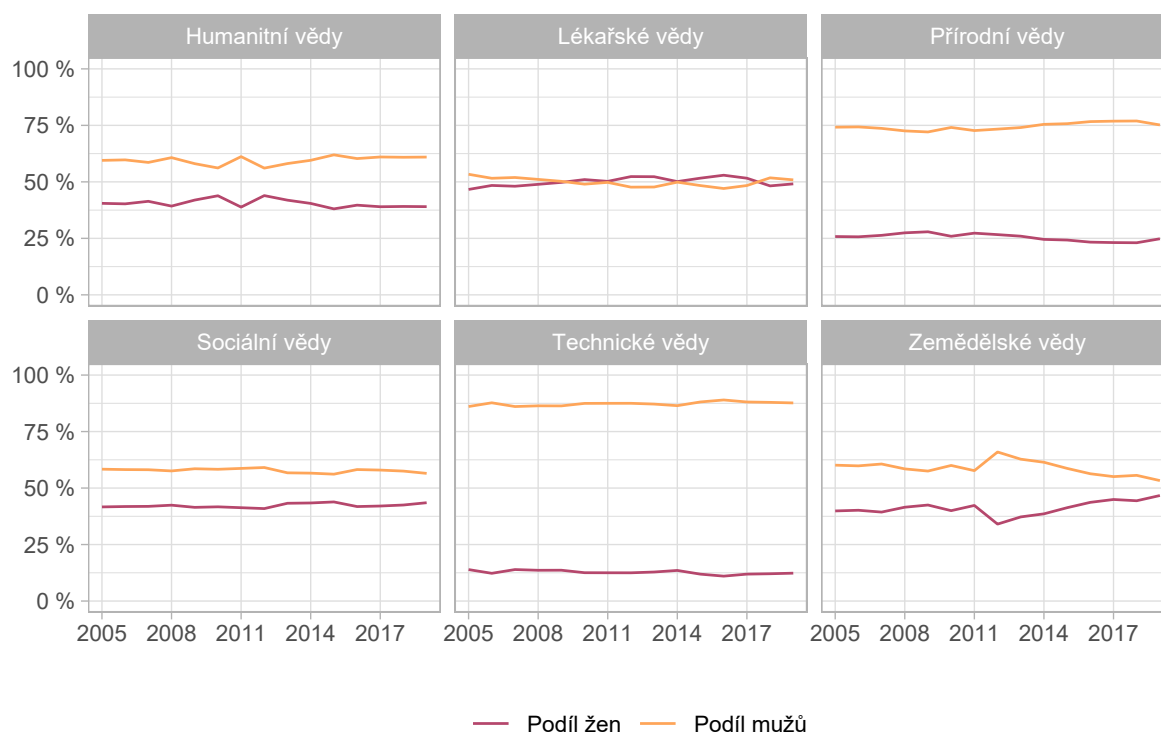 Humanitní vědy Lékařské vědy Přírodní vědy
100 %
75 %
50 %
25 %
0 %
Sociální vědy Technické vědy Zemědělské vědy
100 %
75 %
50 %
25 %
0 %
2005 2008 2011 2014 2017 2005 2008 2011 2014 2017 2005 2008 2011 2014 2017
Podíl žen Podíl mužů